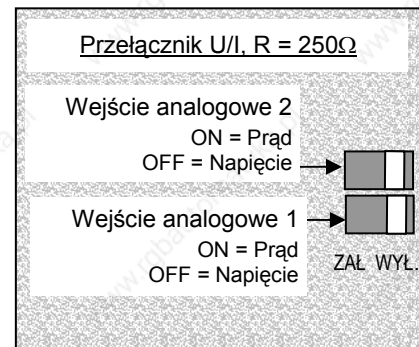 Przełącznik U/I, R = 250Ω
Wejście analogowe 2
ON = Prąd
OFF = Napięcie
Wejście analogowe 1
ON = Prąd
OFF = Napięcie
ZAŁ WYŁ.